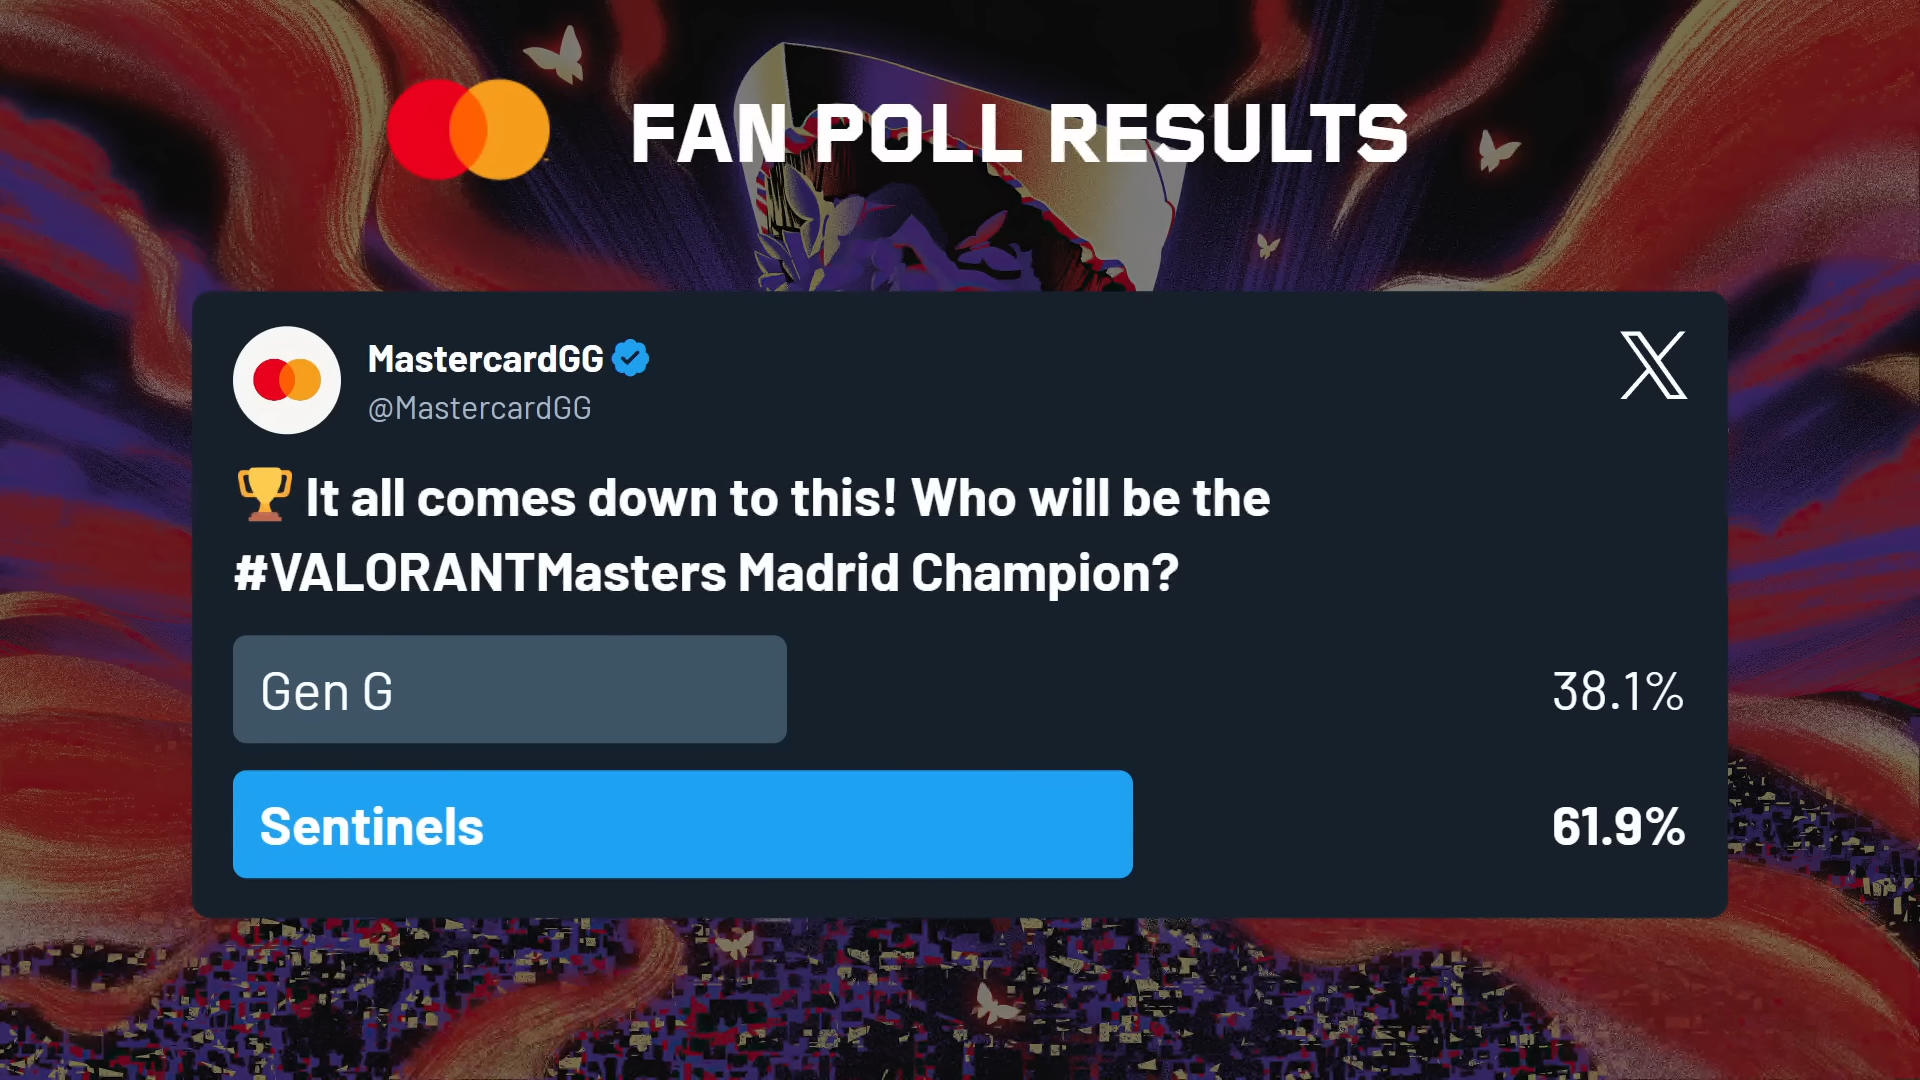 FAN POLL RESULTS
MastercardGG
@MastercardGG
🏆 It all comes down to this! Who will be the
#VALORANTMasters Madrid Champion?
Gen G 38.1%
Sentinels 61.9%